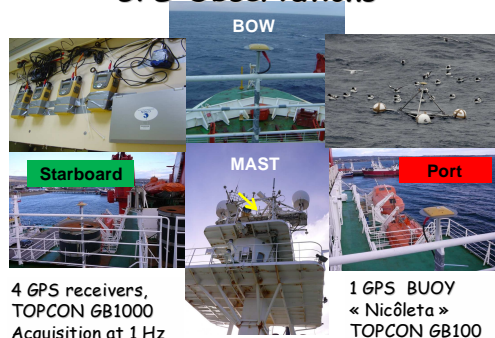 BOW
Starboard
MAST
Port
4 GPS receivers,
TOPCON GB1000
Acquisition at 1 Hz
1 GPS BUOY
« Nicôleta »
TOPCON GB100